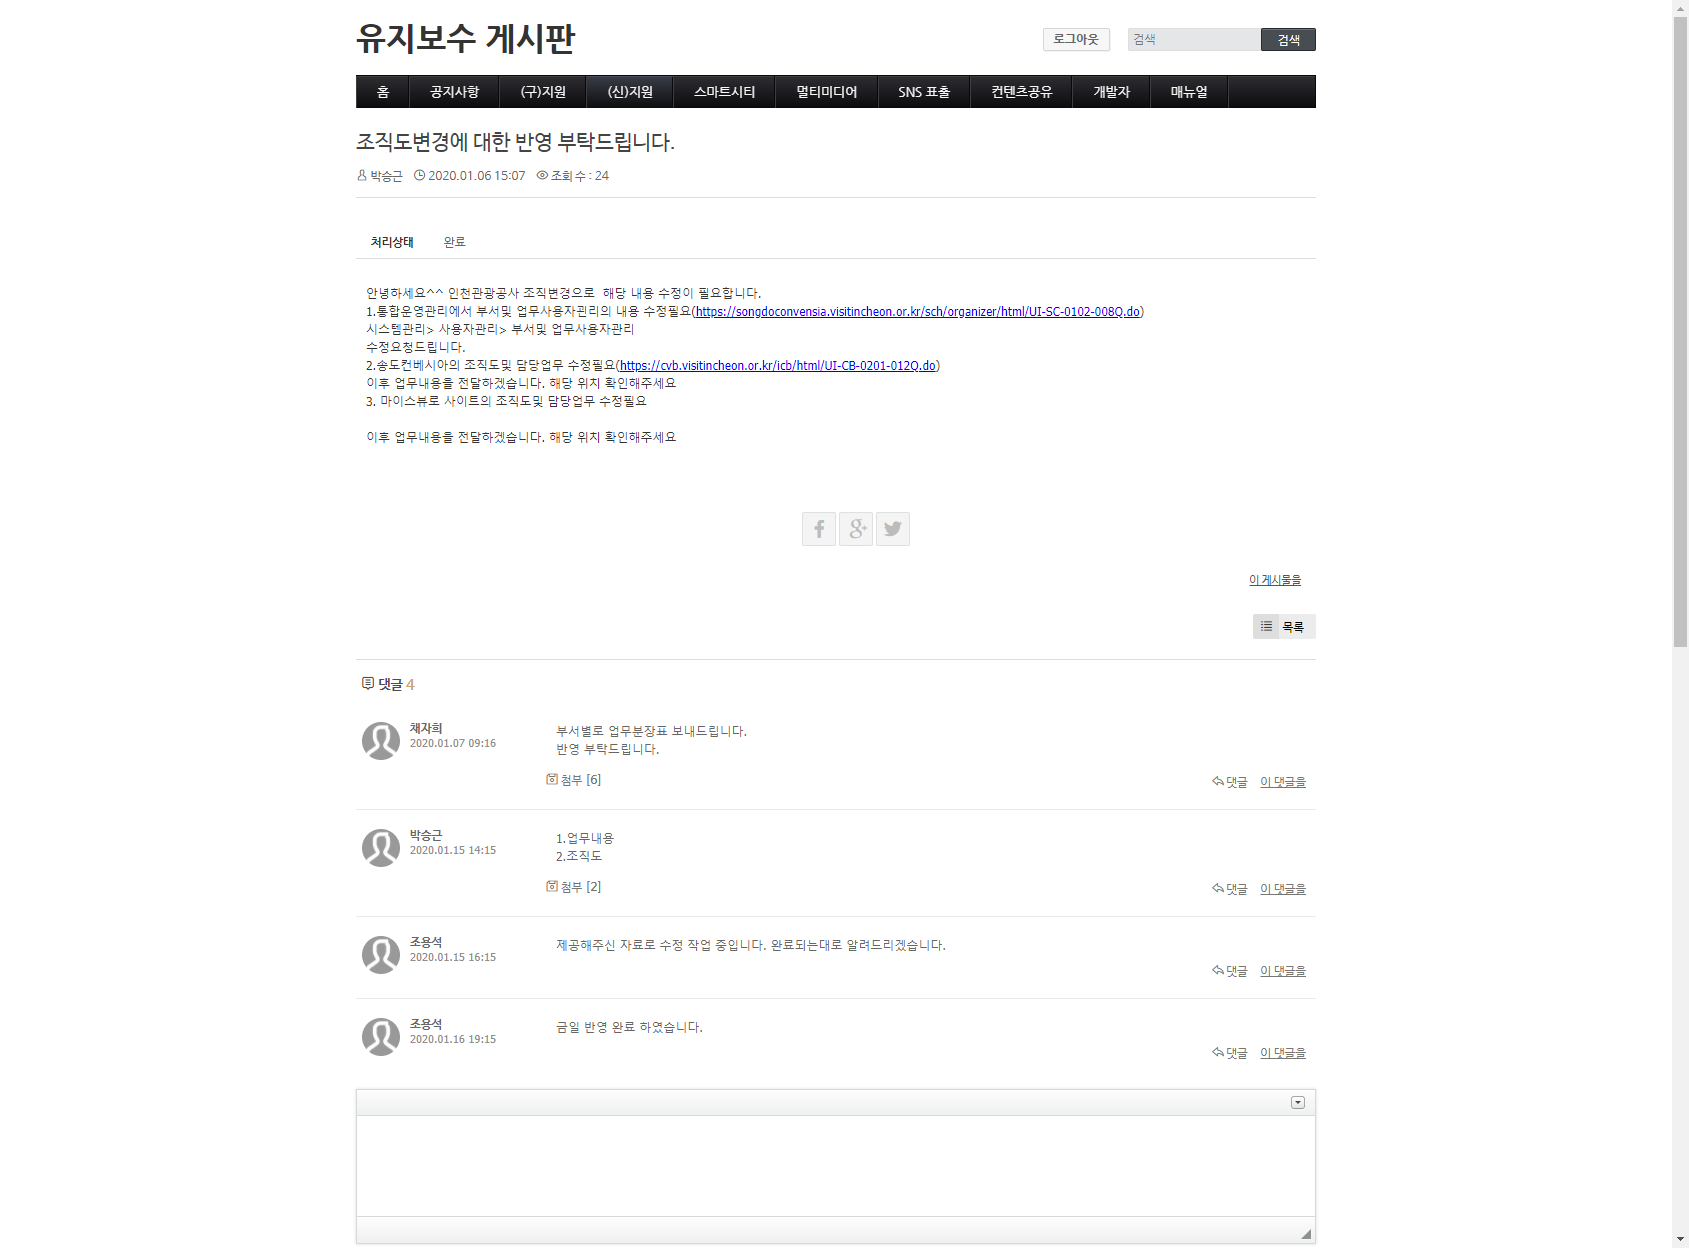 유지보수 게시판
로그아웃
검색
검색
홈 공지사항 (구)지원 (신)지원 스마트시티 멀티미디어 SNS 표출 컨텐츠공유 개발자 매뉴얼
조직도변경에 대한 반영 부탁드립니다.
박승근 2020.01.06 15:07 조회 수 : 24
처리상태 완료
안녕하세요^^ 인천관광공사 조직변경으로 해당 내용 수정이 필요합니다.
1.통합운영관리에서 부서및 업무사용자괸리의 내용 수정필요(https://songdoconvensia.visitincheon.or.kr/sch/organizer/html/UI-SC-0102-008Q.do)
시스템관리> 사용자관리> 부서및 업무사용자관리
수정요청드립니다.
2.송도컨베시아의 조직도및 담당업무 수정필요(https://cvb.visitincheon.or.kr/icb/html/UI-CB-0201-012Q.do)
이후 업무내용을 전달하겠습니다. 해당 위치 확인해주세요
3. 마이스뷰로 사이트의 조직도및 담당업무 수정필요
이후 업무내용을 전달하겠습니다. 해당 위치 확인해주세요
이 게시물을
목록
댓글 4
채자희
2020.01.07 09:16
부서별로 업무분장표 보내드립니다.
반영 부탁드립니다.
첨부 [6]
댓글 이 댓글을
박승근
2020.01.15 14:15
1.업무내용
2.조직도
첨부 [2]
댓글 이 댓글을
조용석
2020.01.15 16:15
제공해주신 자료로 수정 작업 중입니다. 완료되는대로 알려드리겠습니다.
댓글 이 댓글을
조용석
2020.01.16 19:15
금일 반영 완료 하였습니다.
댓글 이 댓글을